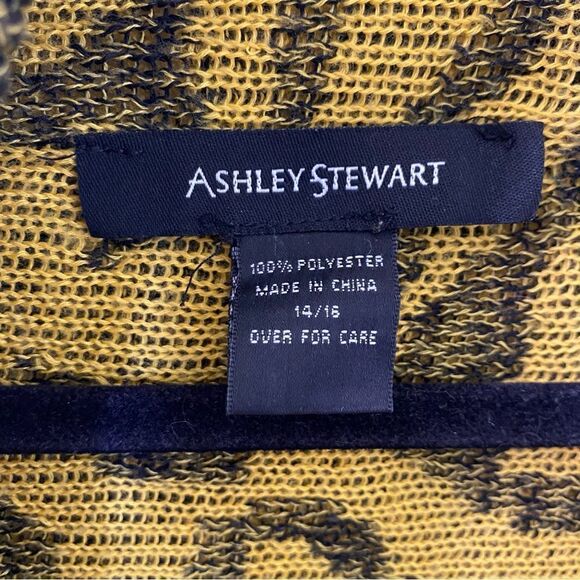 ASHLEY STEWART
100% POLYESTER
MADE IN CHINA
14/16
OVER FOR CARE